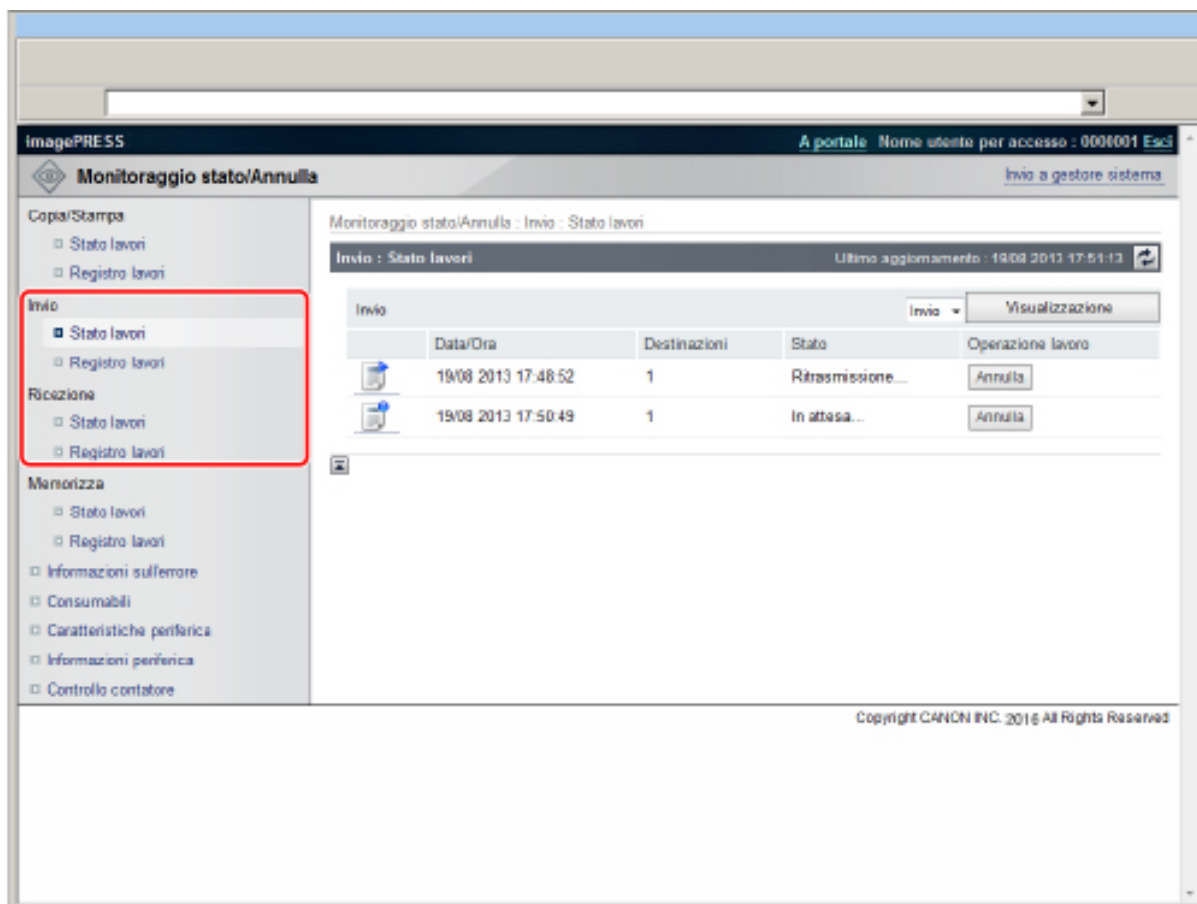 imagePRESS A portale Nome utente per accesso : 0000001 Esci
Monitoraggio stato/Annulla Invio a gestore sistema
Copia/Stampa
Stato lavori
Registro lavori
Invio
Stato lavori
Registro lavori
Ricezione
Stato lavori
Registro lavori
Memorizza
Stato lavori
Registro lavori
Informazioni sull'errore
Consumabili
Caratteristiche periferica
Informazioni periferica
Controllo contatore
Monitoraggio stato/Annulla : Invio : Stato lavori
Invio : Stato lavori Ultimo aggiornamento : 19/08 2013 17:51:13
Invio Invio Visualizzazione
Data/Ora Destinazioni Stato Operazione lavoro
19/08 2013 17:48:52 1 Ritrasmissione... Annulla
19/08 2013 17:50:49 1 In attesa... Annulla
Copyright CANON INC. 2016 All Rights Reserved